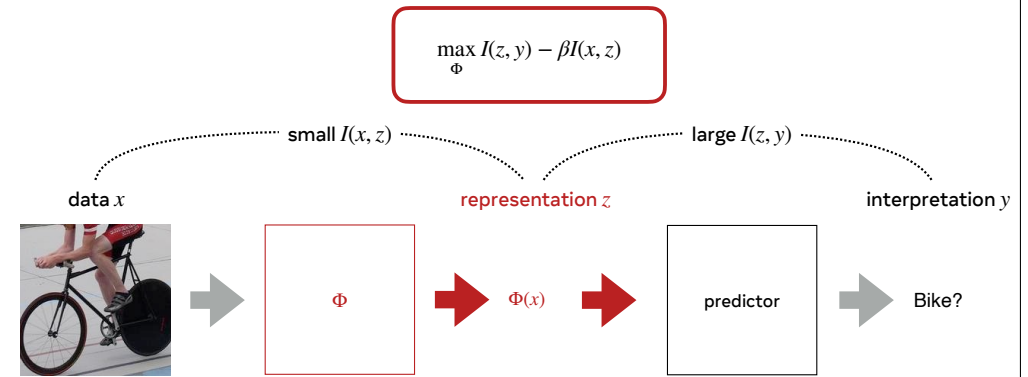 max I(z, y) − βI(x, z)
Φ
small I(x, z)
large I(z, y)
data x
representation z
interpretation y
Φ
Φ(x)
predictor
Bike?